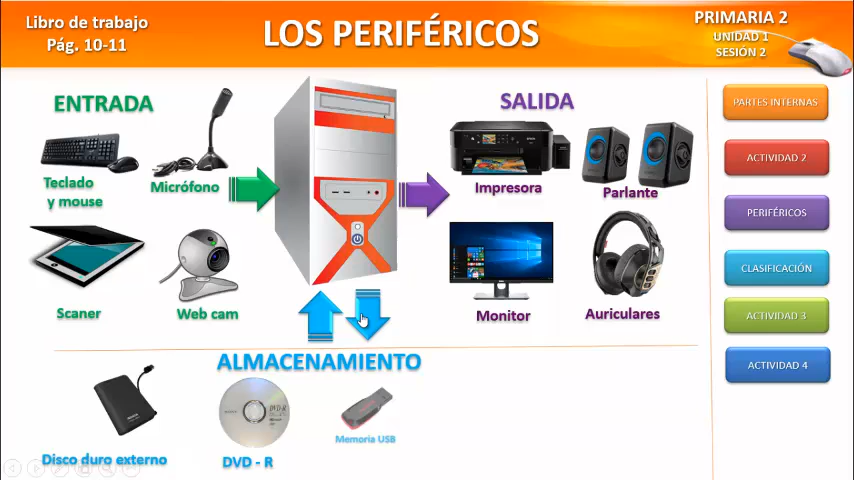 Libro de trabajo
Pág. 10-11
LOS PERIFÉRICOS
PRIMARIA 2
UNIDAD 1
SESIÓN 2
ENTRADA
Teclado
y mouse
Micrófono
Scaner
Web cam
SALIDA
Impresora
Parlante
Monitor
Auriculares
ALMACENAMIENTO
Disco duro externo
DVD - R
Memoria USB
PARTES INTERNAS
ACTIVIDAD 2
PERIFÉRICOS
CLASIFICACIÓN
ACTIVIDAD 3
ACTIVIDAD 4